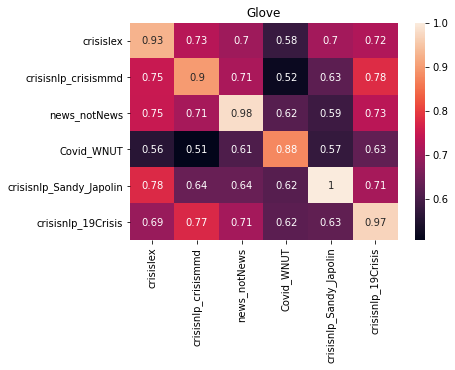 Glove
crisislex 0.93 0.73 0.7 0.58 0.7 0.72
crisisnlp_crisismmd 0.75 0.9 0.71 0.52 0.63 0.78
news_notNews 0.75 0.71 0.98 0.62 0.59 0.73
Covid_WNUT 0.56 0.51 0.61 0.88 0.57 0.63
crisisnlp_Sandy_Japolin 0.78 0.64 0.64 0.62 1 0.71
crisisnlp_19Crisis 0.69 0.77 0.71 0.62 0.63 0.97
crisislex
crisisnlp_crisismmd
news_notNews
Covid_WNUT
crisisnlp_Sandy_Japolin
crisisnlp_19Crisis
1.0
0.9
0.8
0.7
0.6